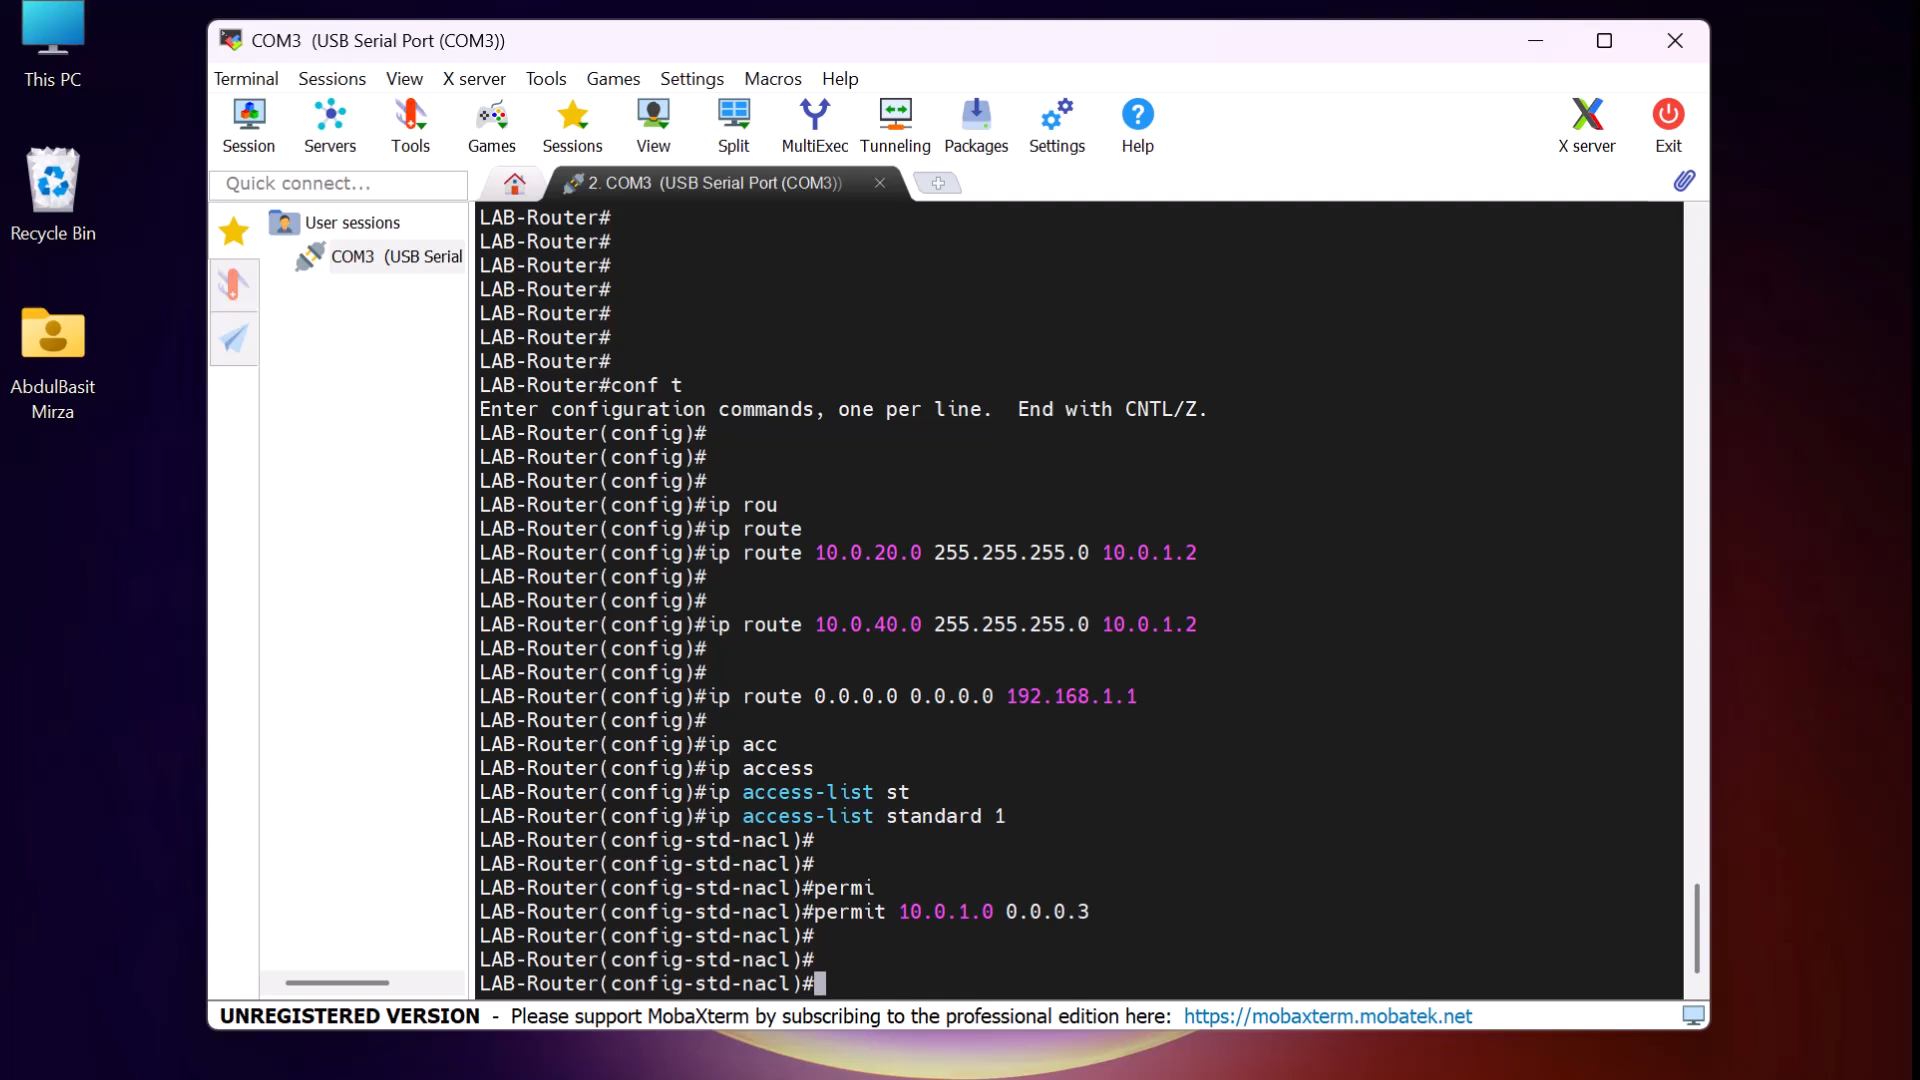 This PC
Recycle Bin
AbdulBasit
Mirza
COM3  (USB Serial Port (COM3))
Terminal Sessions View X server Tools Games Settings Macros Help
Session Servers Tools Games Sessions View Split MultiExec Tunneling Packages Settings Help X server Exit
Quick connect...
2. COM3  (USB Serial Port (COM3))
User sessions
COM3  (USB Serial
LAB-Router#
LAB-Router#
LAB-Router#
LAB-Router#
LAB-Router#
LAB-Router#
LAB-Router#
LAB-Router#conf t
Enter configuration commands, one per line.  End with CNTL/Z.
LAB-Router(config)#
LAB-Router(config)#
LAB-Router(config)#
LAB-Router(config)#ip rou
LAB-Router(config)#ip route
LAB-Router(config)#ip route 10.0.20.0 255.255.255.0 10.0.1.2
LAB-Router(config)#
LAB-Router(config)#
LAB-Router(config)#ip route 10.0.40.0 255.255.255.0 10.0.1.2
LAB-Router(config)#
LAB-Router(config)#
LAB-Router(config)#ip route 0.0.0.0 0.0.0.0 192.168.1.1
LAB-Router(config)#
LAB-Router(config)#ip acc
LAB-Router(config)#ip access
LAB-Router(config)#ip access-list st
LAB-Router(config)#ip access-list standard 1
LAB-Router(config-std-nacl)#
LAB-Router(config-std-nacl)#
LAB-Router(config-std-nacl)#permi
LAB-Router(config-std-nacl)#permit 10.0.1.0 0.0.0.3
LAB-Router(config-std-nacl)#
LAB-Router(config-std-nacl)#
LAB-Router(config-std-nacl)#
UNREGISTERED VERSION  -  Please support MobaXterm by subscribing to the professional edition here:  https://mobaxterm.mobatek.net